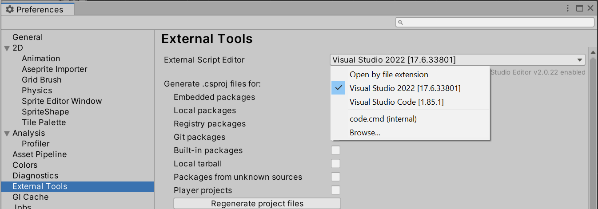 Preferences
General
2D
Animation
Aseprite Importer
Grid Brush
Physics
Sprite Editor Window
SpriteShape
Tile Palette
Analysis
Profiler
Asset Pipeline
Colors
Diagnostics
External Tools
GI Cache
External Tools
External Script Editor
Visual Studio 2022 [17.6.33801]
Open by file extension
Visual Studio 2022 [17.6.33801]
Visual Studio Code [1.85.1]
code.cmd (internal)
Browse...
Studio Editor v2.0.22 enabled
Generate .csproj files for:
Embedded packages
Local packages
Registry packages
Git packages
Built-in packages
Local tarball
Packages from unknown sources
Player projects
Regenerate project files